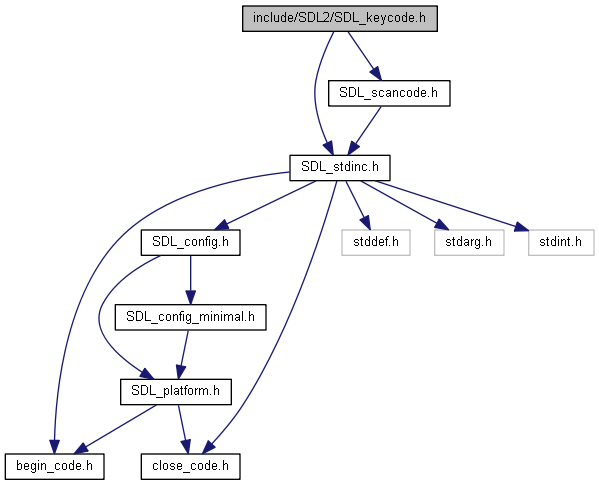 include/SDL2/SDL_keycode.h
SDL_scancode.h
SDL_stdinc.h
SDL_config.h
stddef.h
stdarg.h
stdint.h
SDL_config_minimal.h
SDL_platform.h
begin_code.h
close_code.h